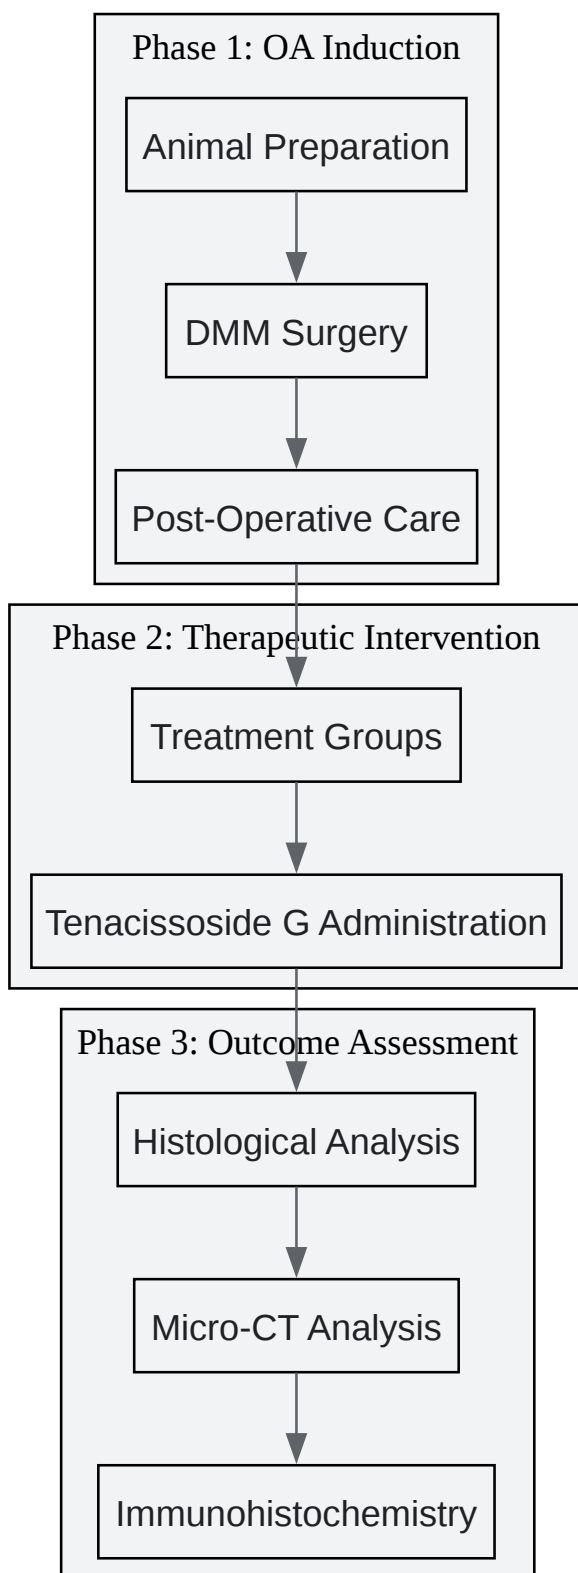 Phase 1: OA Induction
Animal Preparation
DMM Surgery
Post-Operative Care
Phase 2: Therapeutic Intervention
Treatment Groups
Tenacissoside G Administration
Phase 3: Outcome Assessment
Histological Analysis
Micro-CT Analysis
Immunohistochemistry